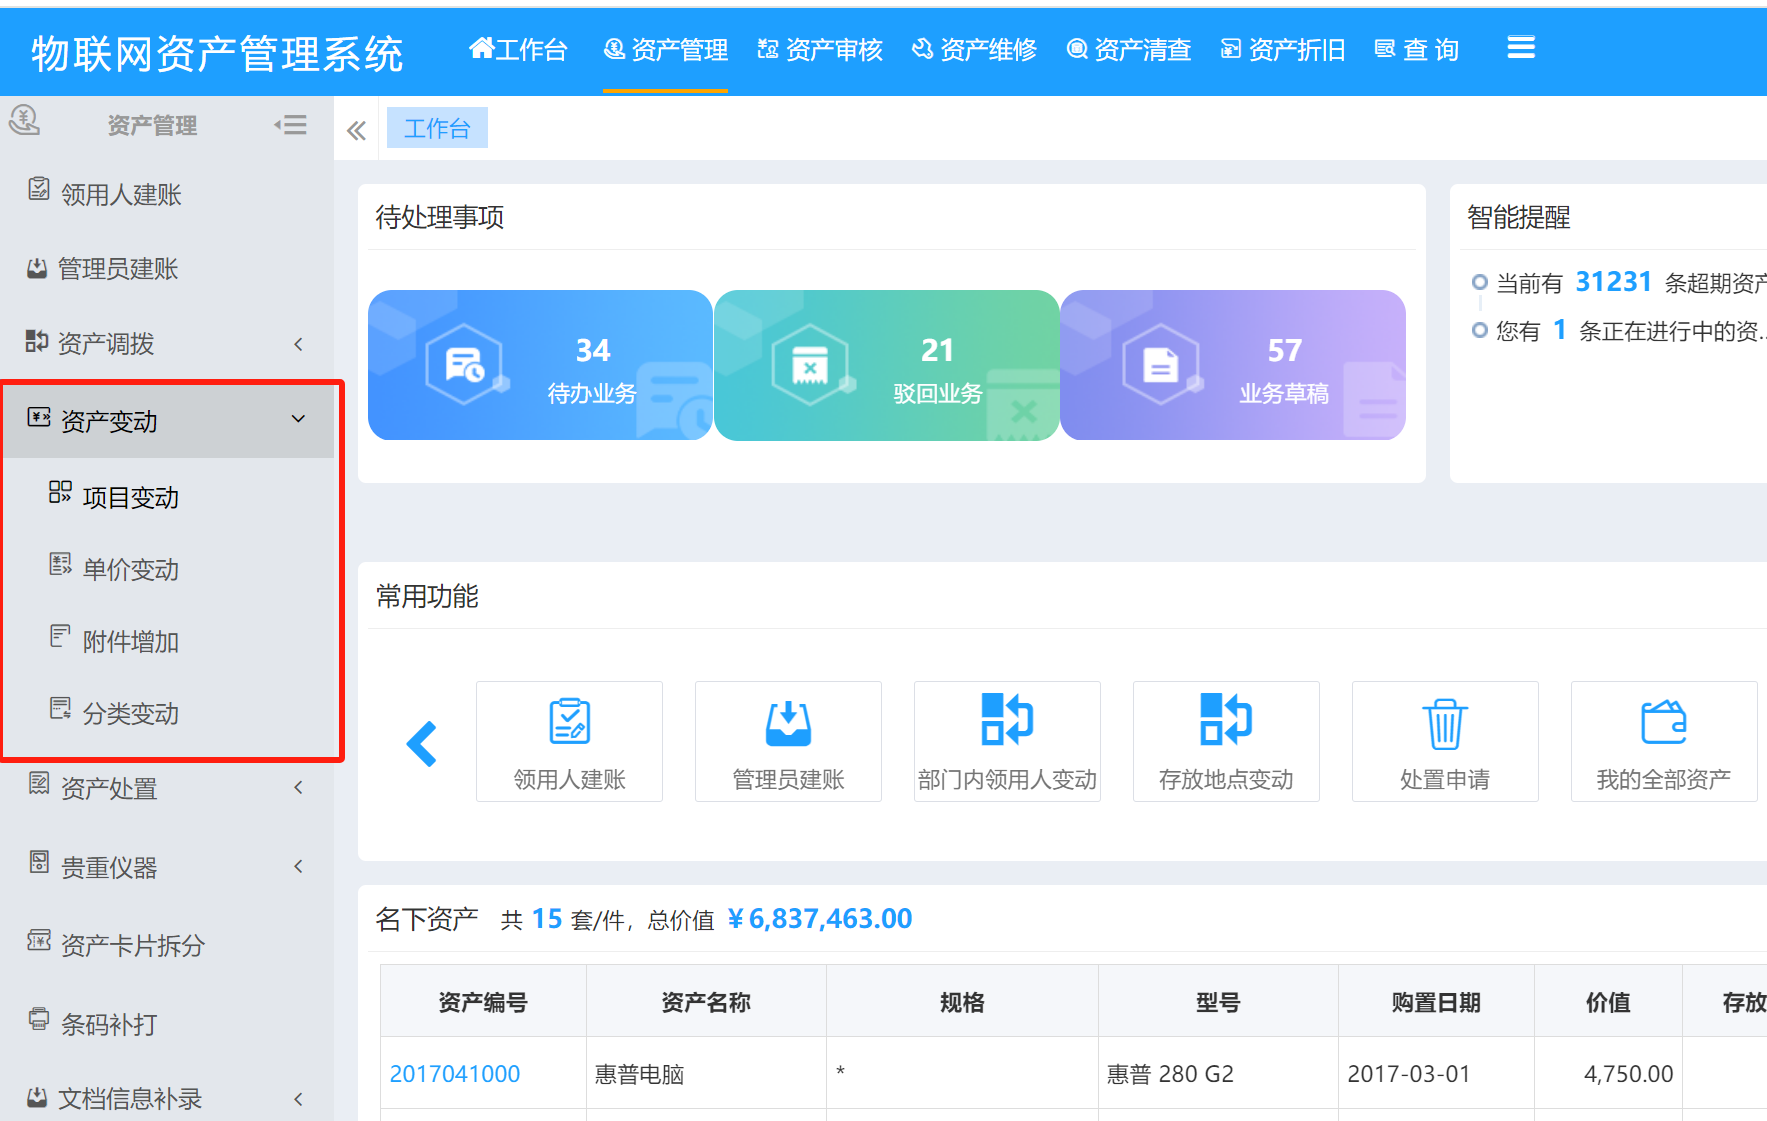 物联网资产管理系统
工作台 资产管理 资产审核 资产维修 资产清查 资产折旧 查 询
资产管理
领用人建账
管理员建账
资产调拨
资产变动
项目变动
单价变动
附件增加
分类变动
资产处置
贵重仪器
资产卡片拆分
条码补打
文档信息补录
工作台
待处理事项
34
待办业务
21
驳回业务
57
业务草稿
智能提醒
当前有 31231 条超期资产
您有 1 条正在进行中的资..
常用功能
领用人建账 管理员建账 部门内领用人变动 存放地点变动 处置申请 我的全部资产
名下资产 共 15 套/件，总价值 ¥ 6,837,463.00
资产编号 资产名称 规格 型号 购置日期 价值 存放
2017041000 惠普电脑 * 惠普 280 G2 2017-03-01 4,750.00